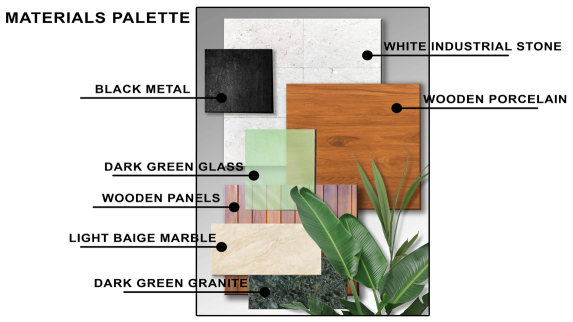 MATERIALS PALETTE
WHITE INDUSTRIAL STONE
BLACK METAL
WOODEN PORCELAIN
DARK GREEN GLASS
WOODEN PANELS
LIGHT BAIGE MARBLE
DARK GREEN GRANITE